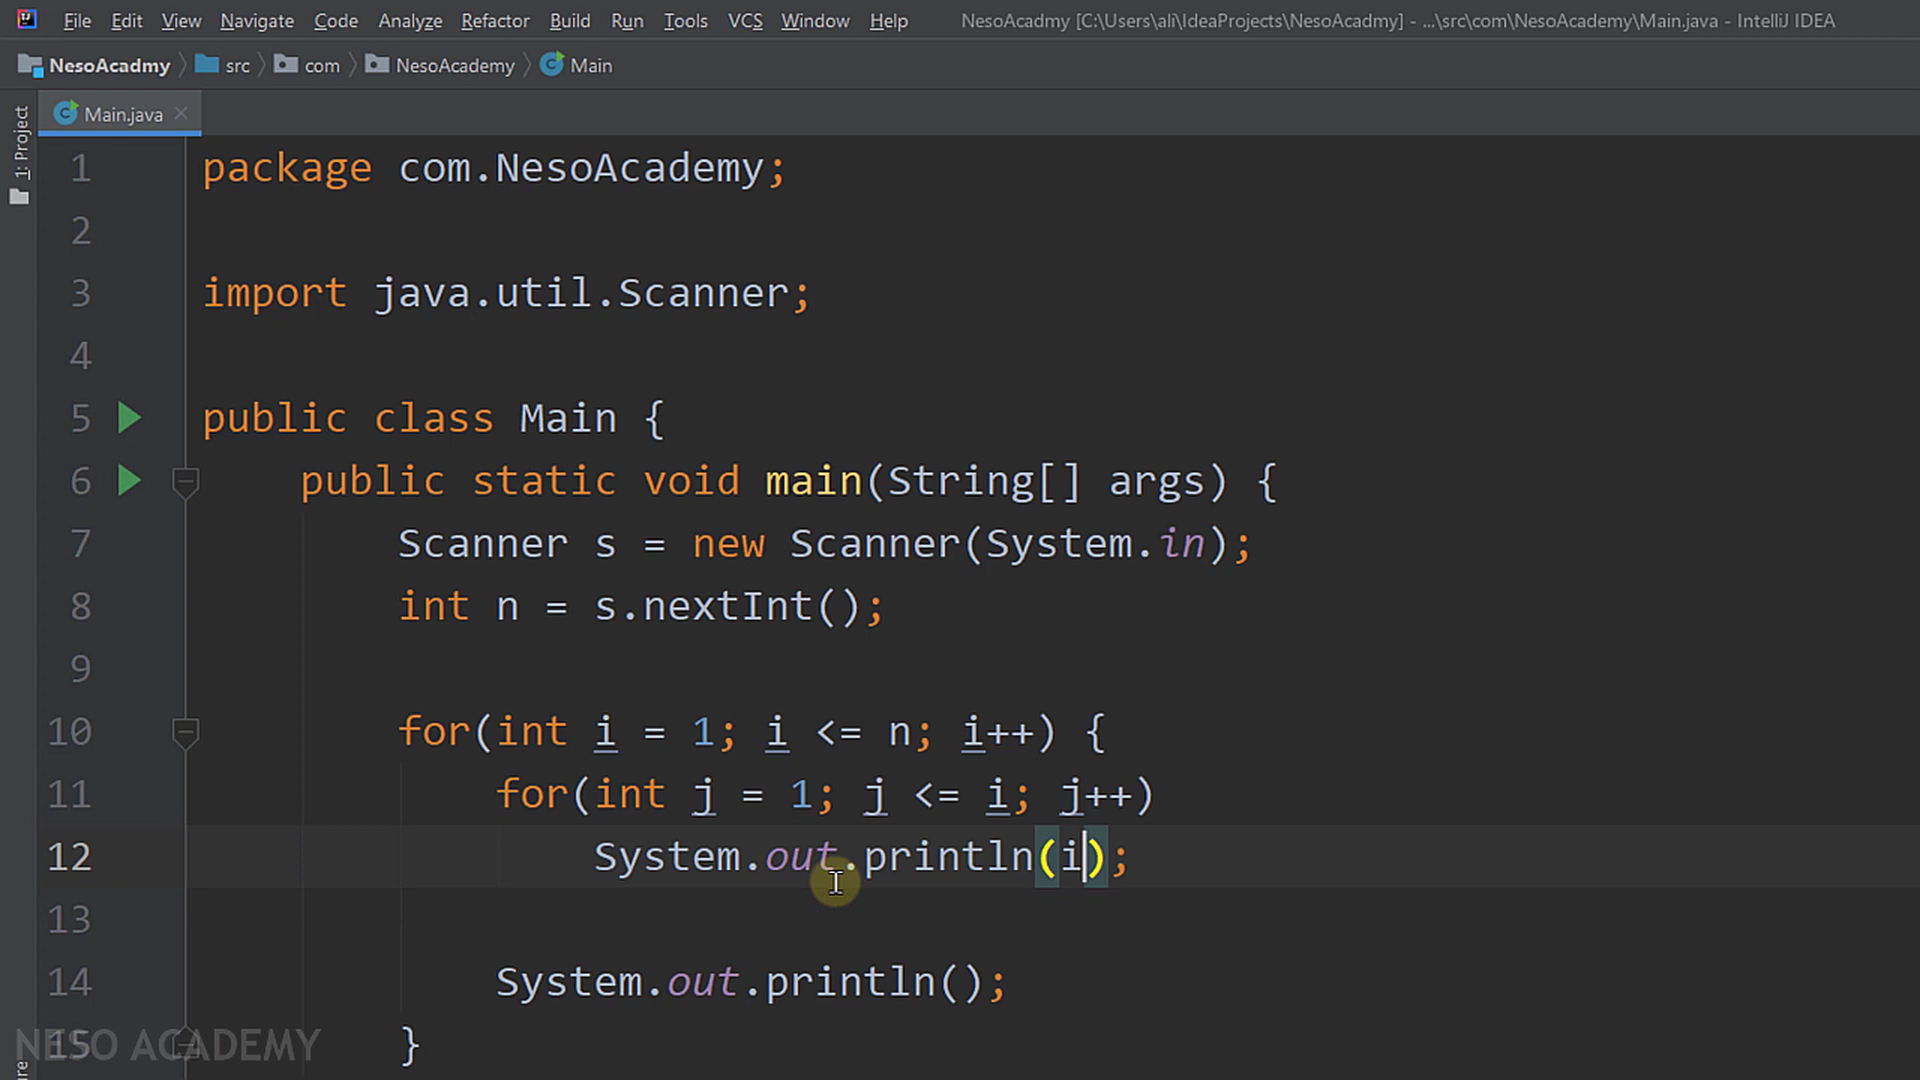 File Edit View Navigate Code Analyze Refactor Build Run Tools VCS Window Help NesoAcadmy [C:\Users\ali\IdeaProjects\NesoAcadmy] - ...\src\com\NesoAcademy\Main.java - IntelliJ IDEA
NesoAcadmy src com NesoAcademy Main
Main.java
1: Project
1 package com.NesoAcademy;
2
3 import java.util.Scanner;
4
5 public class Main {
6 public static void main(String[] args) {
7 Scanner s = new Scanner(System.in);
8 int n = s.nextInt();
9
10 for(int i = 1; i <= n; i++) {
11 for(int j = 1; j <= i; j++)
12 System.out.println(i);
13
14 System.out.println();
15 }
NESO ACADEMY